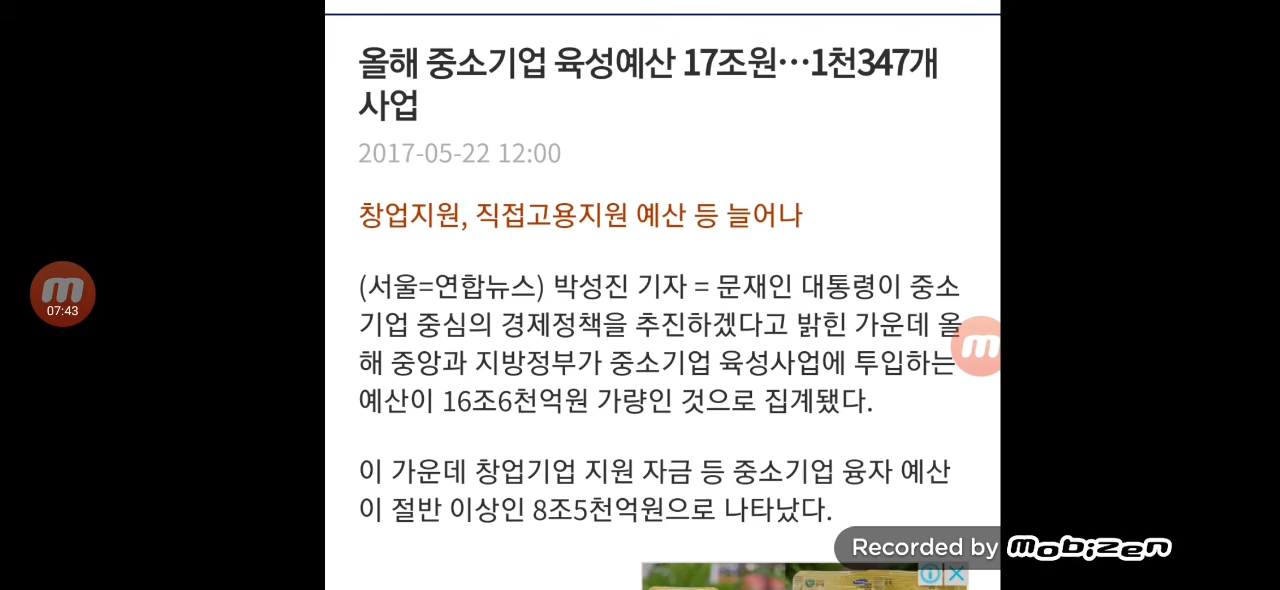 올해 중소기업 육성예산 17조원…1천347개
사업
2017-05-22 12:00
창업지원, 직접고용지원 예산 등 늘어나
(서울=연합뉴스) 박성진 기자 = 문재인 대통령이 중소
기업 중심의 경제정책을 추진하겠다고 밝힌 가운데 올
해 중앙과 지방정부가 중소기업 육성사업에 투입하는
예산이 16조6천억원 가량인 것으로 집계됐다.
이 가운데 창업기업 지원 자금 등 중소기업 융자 예산
이 절반 이상인 8조5천억원으로 나타났다.
07:43
Recorded by mobizen